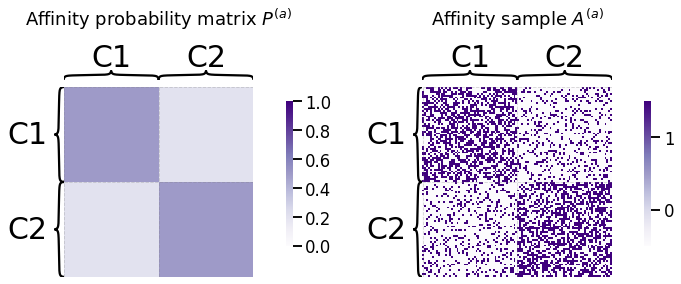 Affinity probability matrix P^(a)
C1 C2
C1
C2
1.0
0.8
0.6
0.4
0.2
0.0
Affinity sample A^(a)
C1 C2
C1
C2
1
0